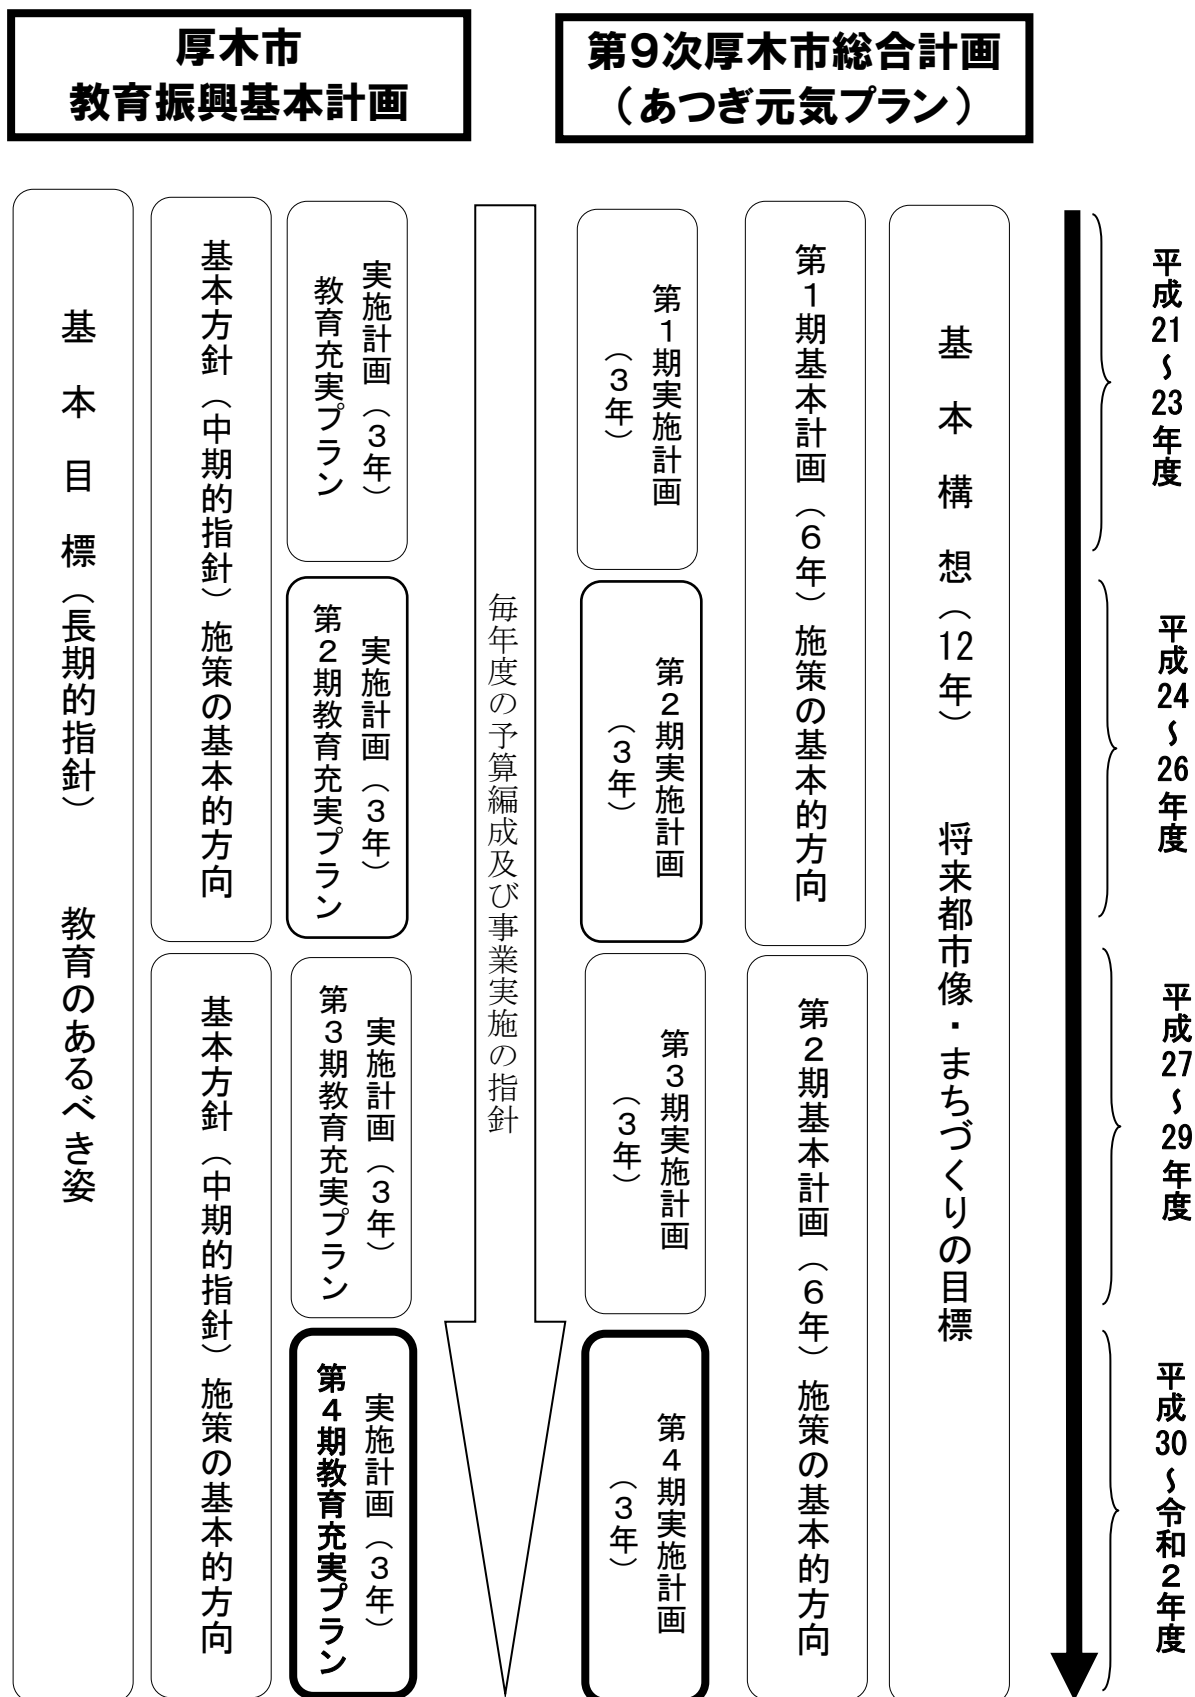 厚木市
教育振興基本計画
第9次厚木市総合計画
（あつぎ元気プラン）
基本目標（長期的指針）　教育のあるべき姿
基本方針（中期的指針）施策の基本的方向
基本方針（中期的指針）施策の基本的方向
実施計画（3年）
教育充実プラン
実施計画（3年）
第2期教育充実プラン
実施計画（3年）
第3期教育充実プラン
実施計画（3年）
第4期教育充実プラン
毎年度の予算編成及び事業実施の指針
第1期実施計画
（3年）
第2期実施計画
（3年）
第3期実施計画
（3年）
第4期実施計画
（3年）
第1期基本計画（6年）施策の基本的方向
第2期基本計画（6年）施策の基本的方向
基本構想（12年）　将来都市像・まちづくりの目標
平成21～23年度
平成24～26年度
平成27～29年度
平成30～令和2年度